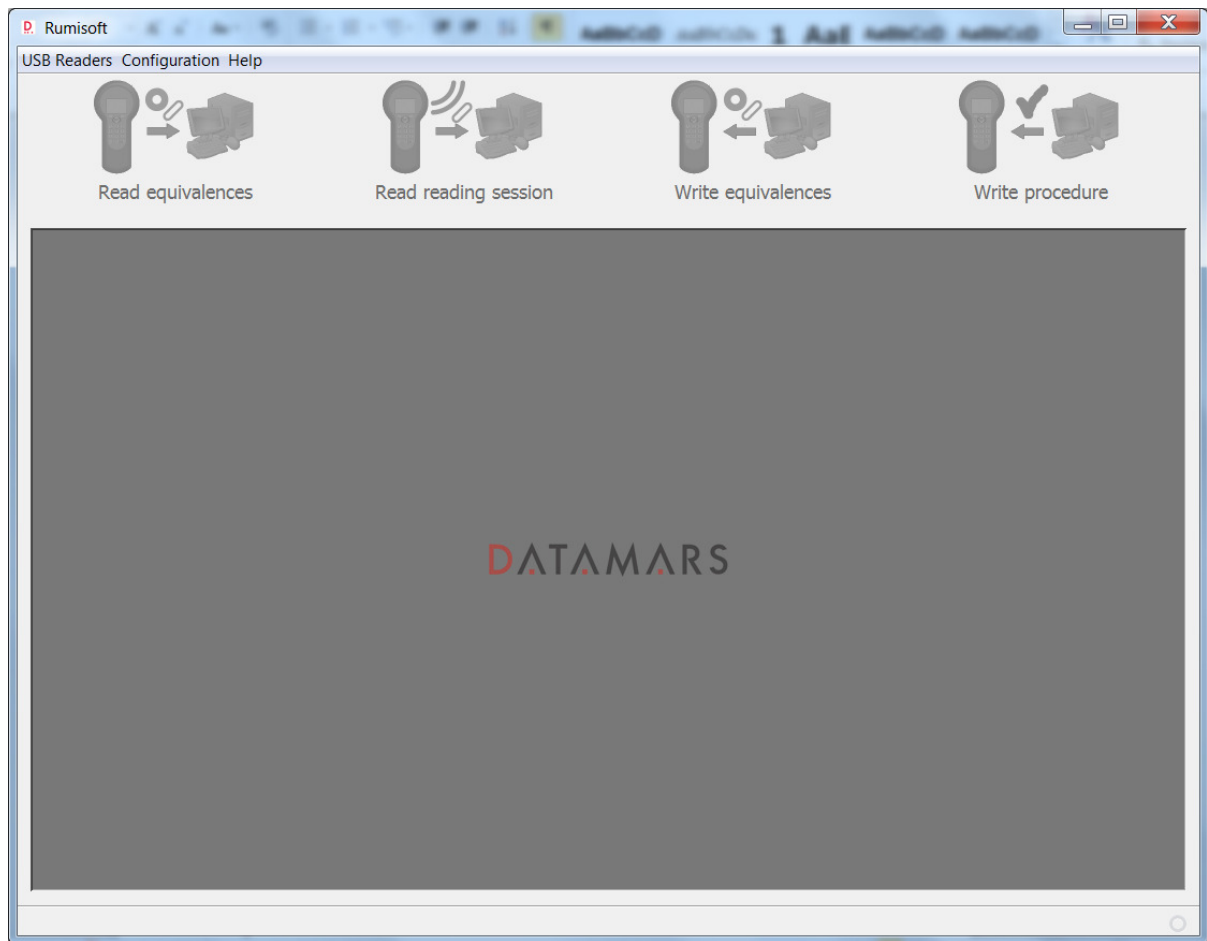 Rumisoft
USB Readers Configuration Help
Read equivalences
Read reading session
Write equivalences
Write procedure
DATAMARS